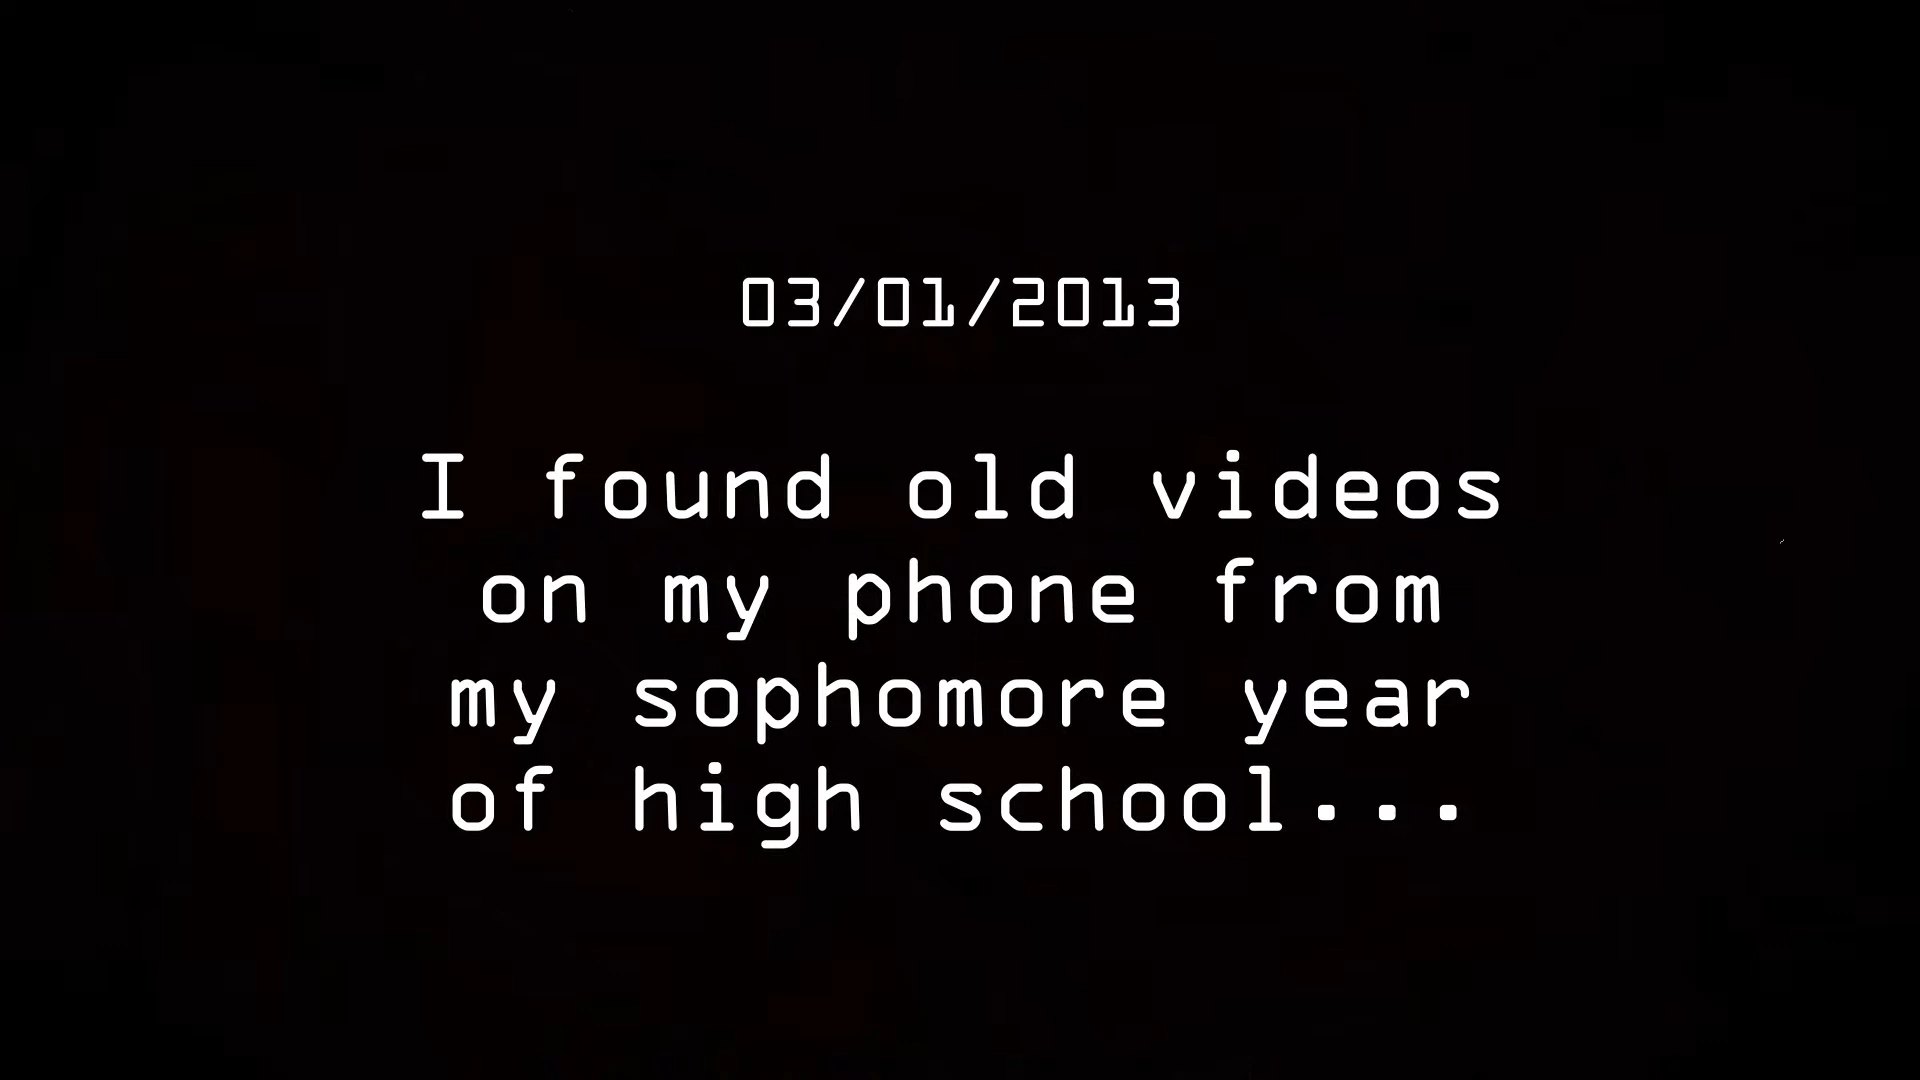 03/01/2013
I found old videos
on my phone from
my sophomore year
of high school...